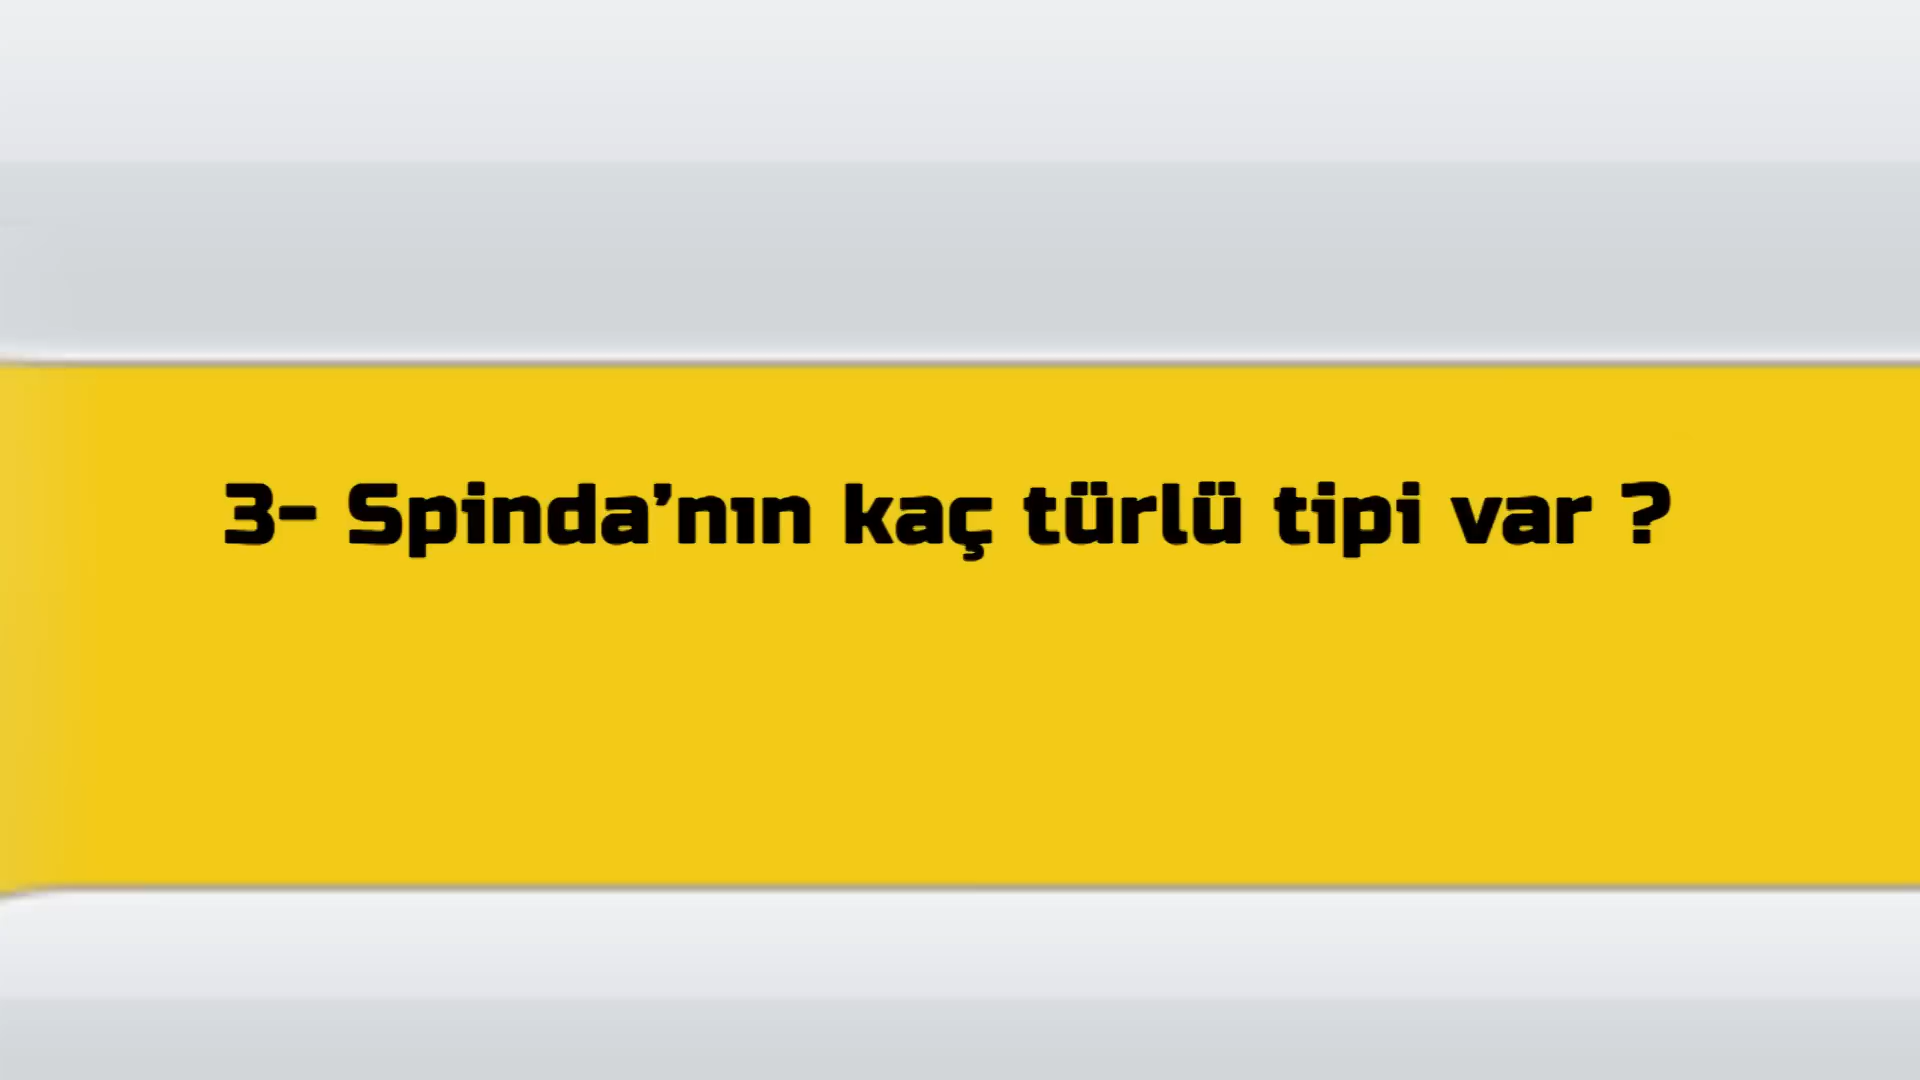 3- Spinda’nın kaç türlü tipi var ?